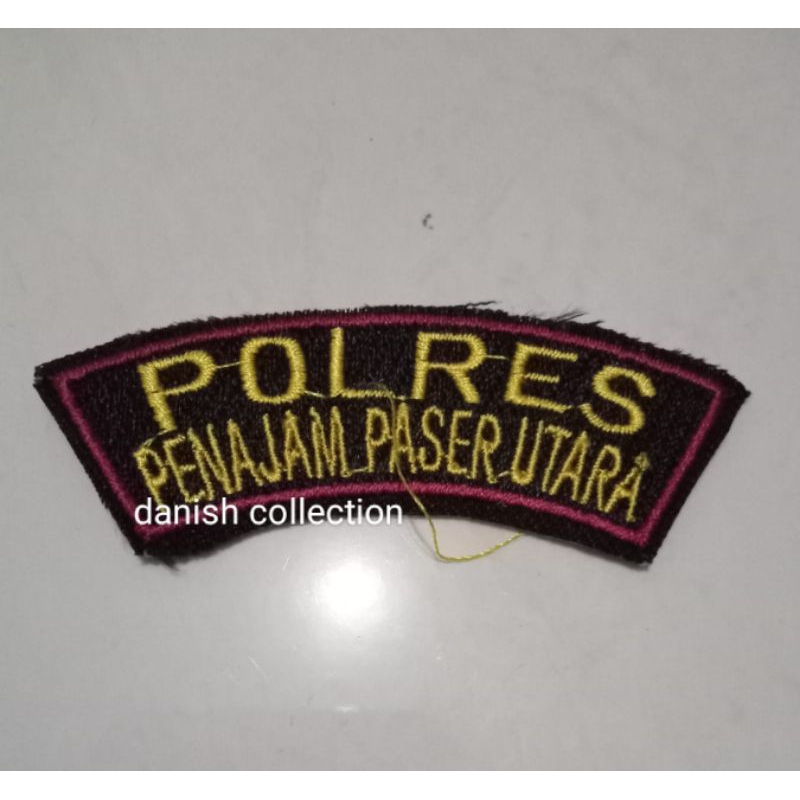 POLRES
PENAJAM PASER UTARA
danish collection